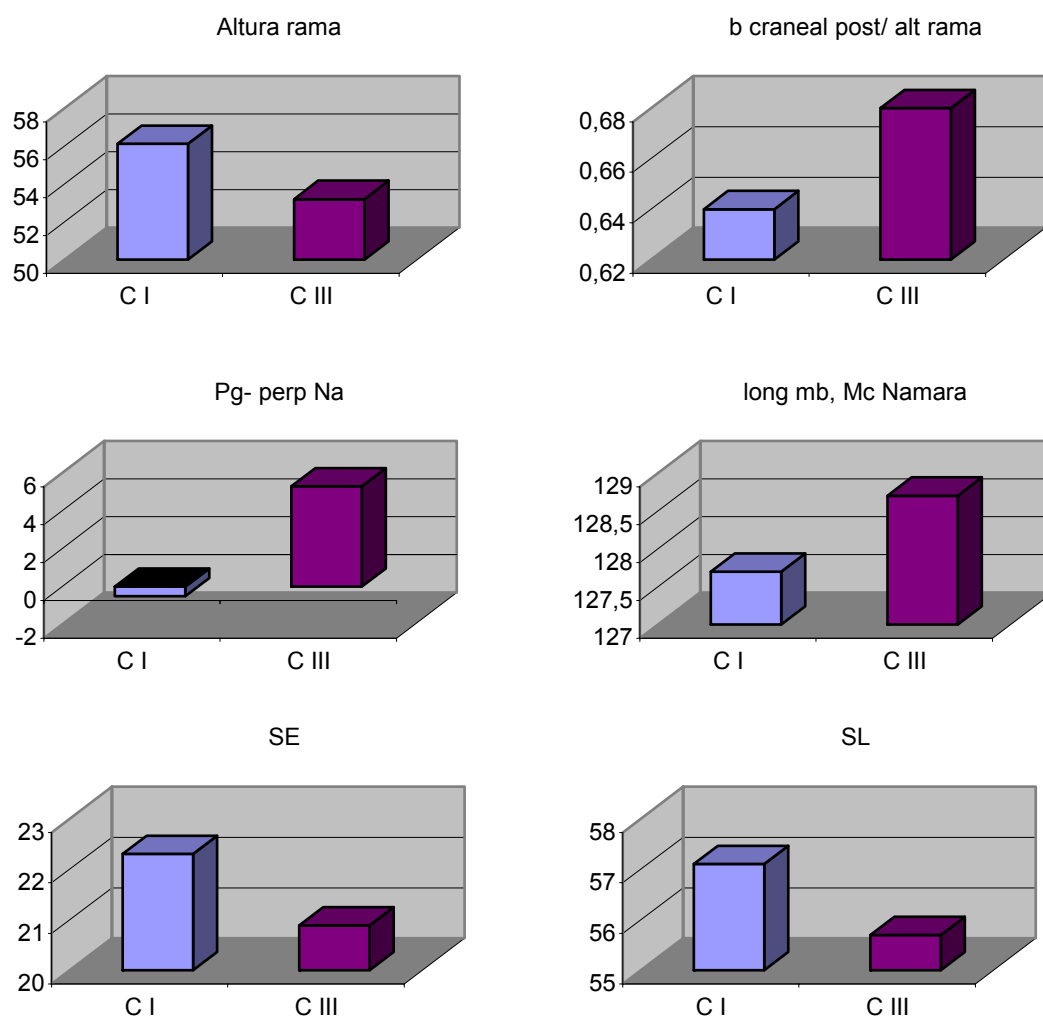 Altura rama
58
56
54
52
50
C I C III
b craneal post/ alt rama
0,68
0,66
0,64
0,62
C I C III
Pg- perp Na
6
4
2
0
-2
C I C III
long mb, Mc Namara
129
128,5
128
127,5
127
C I C III
SE
23
22
21
20
C I C III
SL
58
57
56
55
C I C III